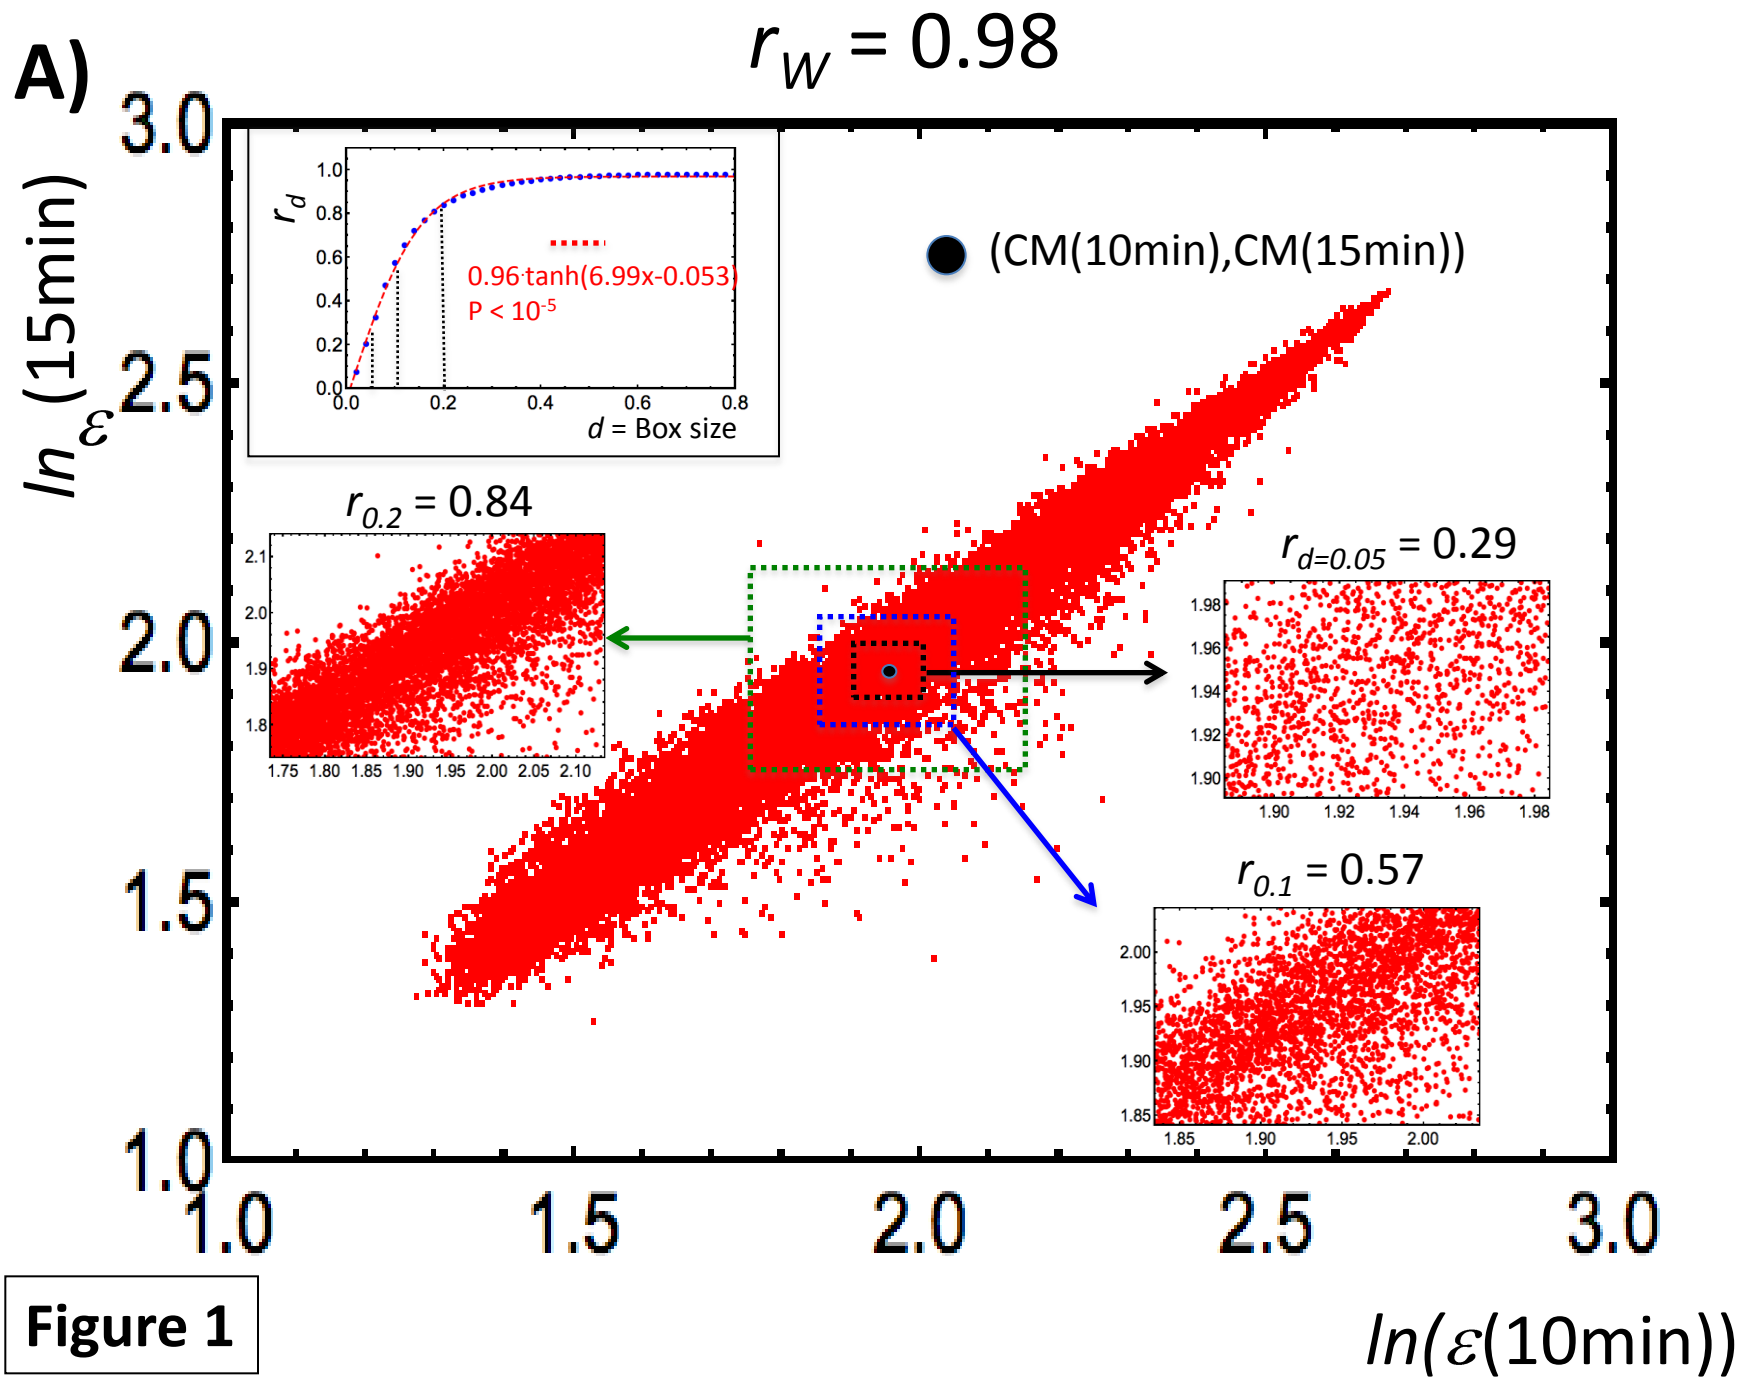 A)
r_W = 0.98
3.0
2.5
2.0
1.5
1.0
ln ε (15min)
r_d
1.0
0.8
0.6
0.4
0.2
0.0
0.0 0.2 0.4 0.6 0.8
d = Box size
0.96·tanh(6.99x-0.053)
P < 10^-5
(CM(10min),CM(15min))
r_0.2 = 0.84
2.1
2.0
1.9
1.8
1.75 1.80 1.85 1.90 1.95 2.00 2.05 2.10
r_d=0.05 = 0.29
1.98
1.96
1.94
1.92
1.90
1.90 1.92 1.94 1.96 1.98
r_0.1 = 0.57
2.00
1.95
1.90
1.85
1.85 1.90 1.95 2.00
1.0 1.5 2.0 2.5 3.0
ln(ε(10min))
Figure 1